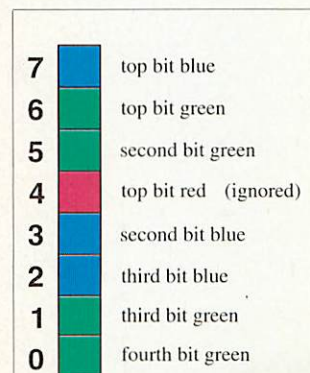 7 top bit blue
6 top bit green
5 second bit green
4 top bit red (ignored)
3 second bit blue
2 third bit blue
1 third bit green
0 fourth bit green